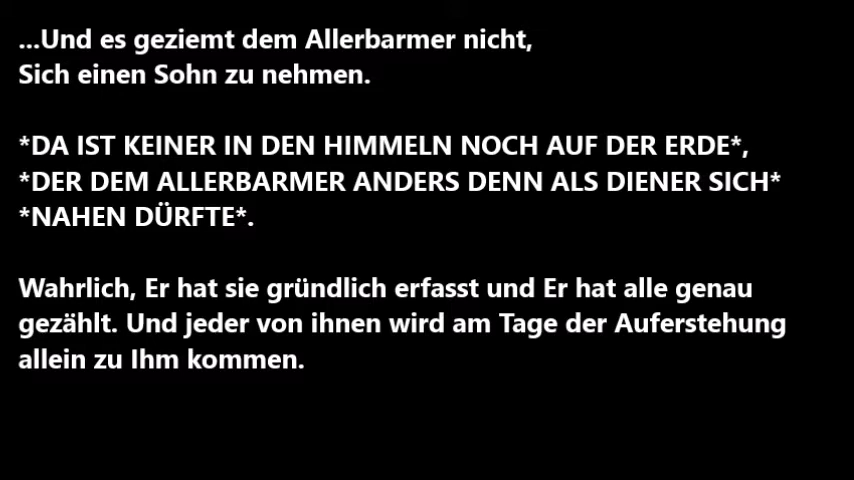 ...Und es geziemt dem Allerbarmer nicht,
Sich einen Sohn zu nehmen.
*DA IST KEINER IN DEN HIMMELN NOCH AUF DER ERDE*,
*DER DEM ALLERBARMER ANDERS DENN ALS DIENER SICH*
*NAHEN DÜRFTE*.
Wahrlich, Er hat sie gründlich erfasst und Er hat alle genau
gezählt. Und jeder von ihnen wird am Tage der Auferstehung
allein zu Ihm kommen.